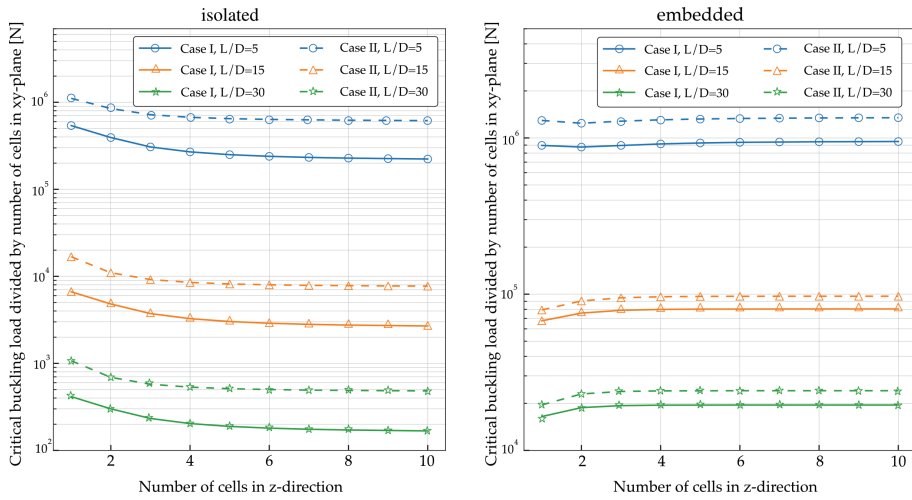 isolated
Critical buckling load divided by number of cells in xy-plane [N]
Case I, L/D=5
Case I, L/D=15
Case I, L/D=30
Case II, L/D=5
Case II, L/D=15
Case II, L/D=30
10^6
10^5
10^4
10^3
10^2
2 4 6 8 10
Number of cells in z-direction
embedded
Critical buckling load divided by number of cells in xy-plane [N]
Case I, L/D=5
Case I, L/D=15
Case I, L/D=30
Case II, L/D=5
Case II, L/D=15
Case II, L/D=30
10^6
10^5
10^4
2 4 6 8 10
Number of cells in z-direction